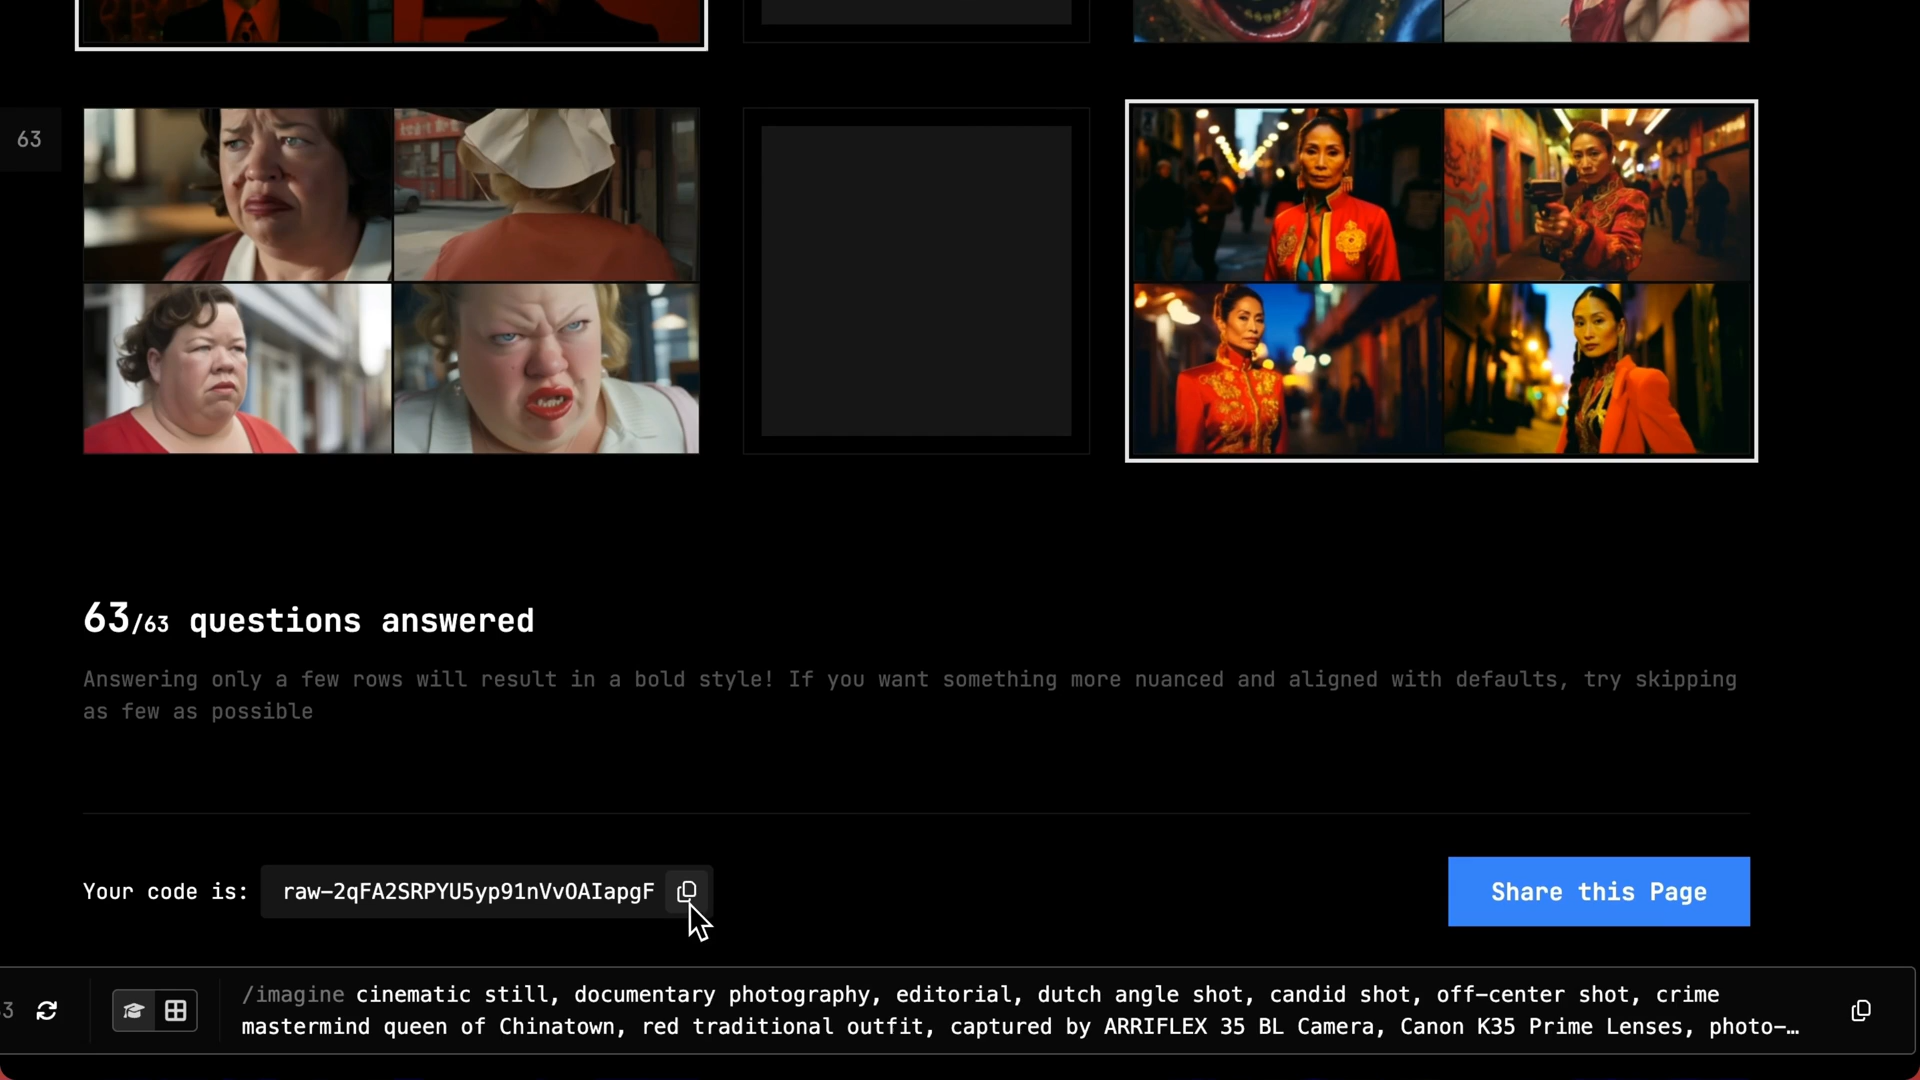 63
63/63 questions answered
Answering only a few rows will result in a bold style! If you want something more nuanced and aligned with defaults, try skipping
as few as possible
Your code is: raw-2qFA2SRPYU5yp91nVvOAIapgF
Share this Page
/imagine cinematic still, documentary photography, editorial, dutch angle shot, candid shot, off-center shot, crime
3
mastermind queen of Chinatown, red traditional outfit, captured by ARRIFLEX 35 BL Camera, Canon K35 Prime Lenses, photo-…